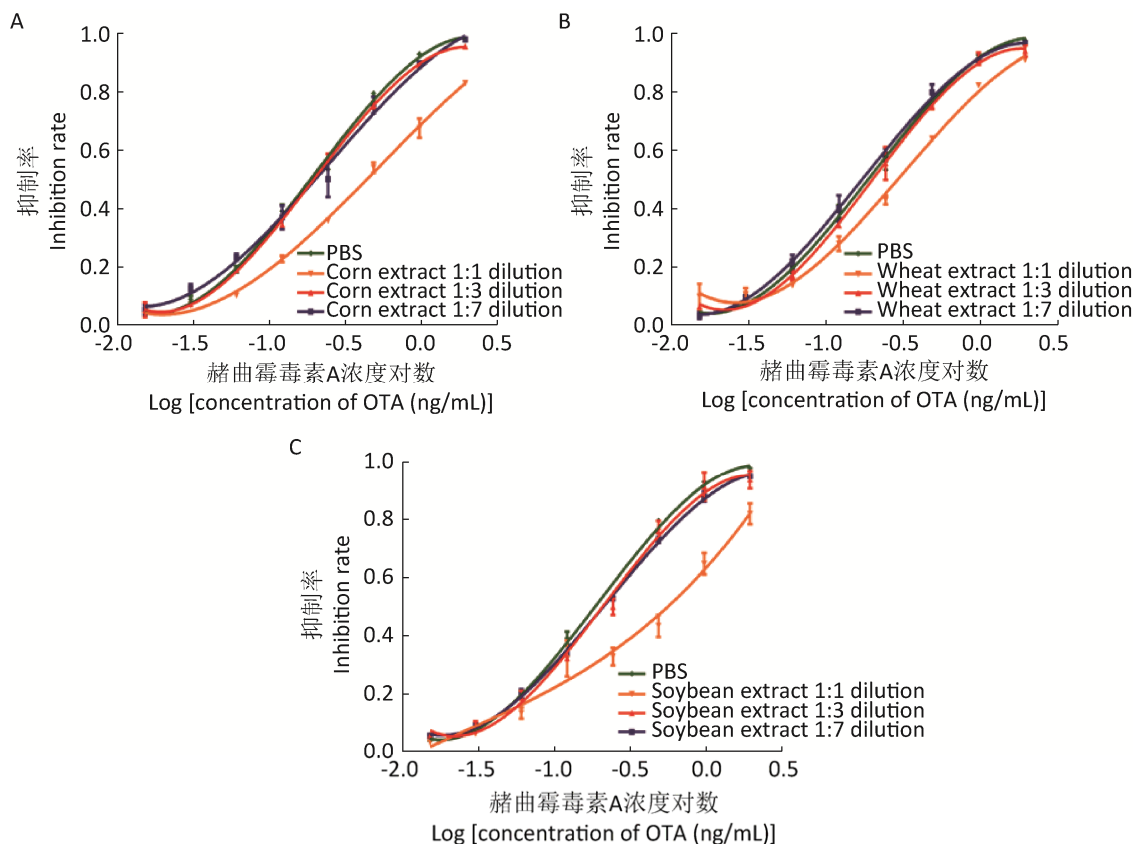 A
抑制率
Inhibition rate
1.0
0.8
0.6
0.4
0.2
0.0
PBS
Corn extract 1:1 dilution
Corn extract 1:3 dilution
Corn extract 1:7 dilution
-2.0 -1.5 -1.0 -0.5 0.0 0.5
赭曲霉毒素A浓度对数
Log [concentration of OTA (ng/mL)]
B
抑制率
Inhibition rate
1.0
0.8
0.6
0.4
0.2
0.0
PBS
Wheat extract 1:1 dilution
Wheat extract 1:3 dilution
Wheat extract 1:7 dilution
-2.0 -1.5 -1.0 -0.5 0.0 0.5
赭曲霉毒素A浓度对数
Log [concentration of OTA (ng/mL)]
C
抑制率
Inhibition rate
1.0
0.8
0.6
0.4
0.2
0.0
PBS
Soybean extract 1:1 dilution
Soybean extract 1:3 dilution
Soybean extract 1:7 dilution
-2.0 -1.5 -1.0 -0.5 0.0 0.5
赭曲霉毒素A浓度对数
Log [concentration of OTA (ng/mL)]